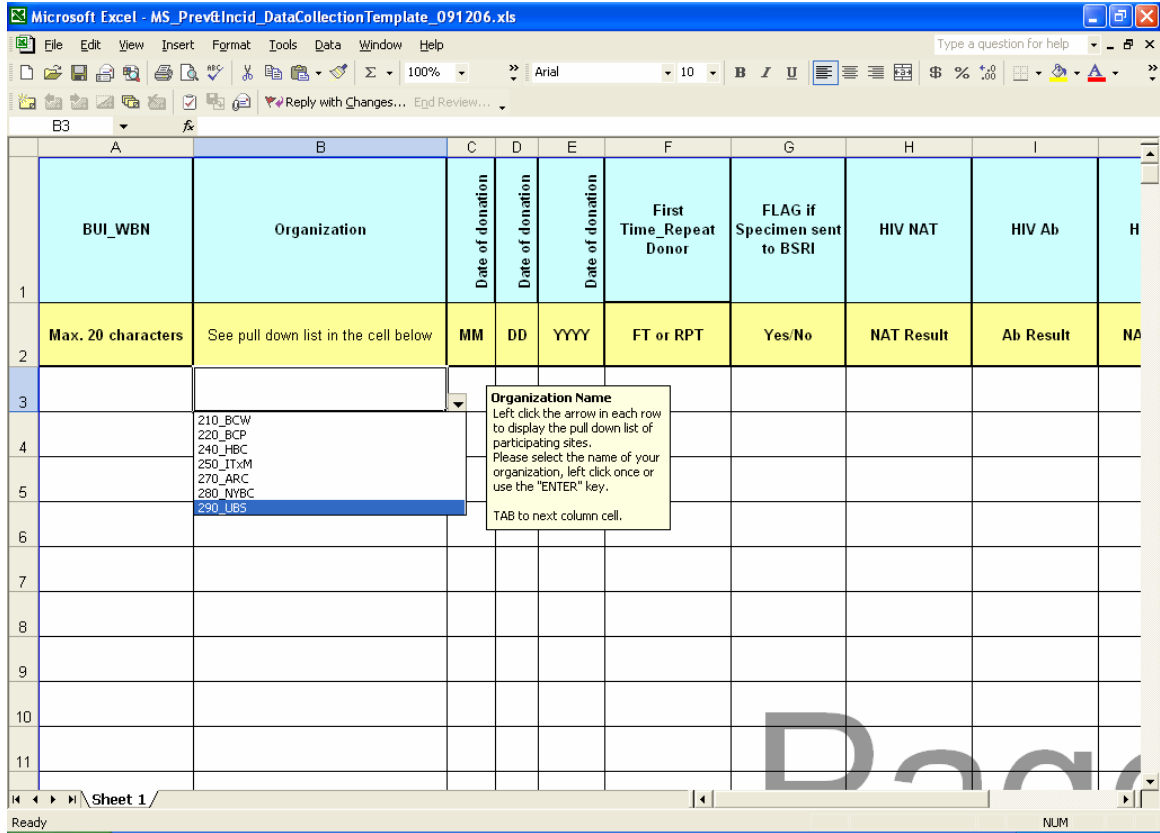 Microsoft Excel - MS_Prev&Incid_DataCollectionTemplate_091206.xls
File Edit View Insert Format Tools Data Window Help
Type a question for help
100%
Arial
10
B I U
$ %
Reply with Changes... End Review...
B3
fx
A B C D E F G H I
1
BUI_WBN
Organization
Date of donation
Date of donation
Date of donation
First
Time_Repeat
Donor
FLAG if
Specimen sent
to BSRI
HIV NAT
HIV Ab
H
2
Max. 20 characters
See pull down list in the cell below
MM
DD
YYYY
FT or RPT
Yes/No
NAT Result
Ab Result
NA
3
210_BCW
220_BCP
240_HBC
250_ITxM
270_ARC
280_NYBC
290_UBS
Organization Name
Left click the arrow in each row
to display the pull down list of
participating sites.
Please select the name of your
organization, left click once or
use the "ENTER" key.
TAB to next column cell.
4
5
6
7
8
9
10
11
Page
Sheet 1
Ready
NUM